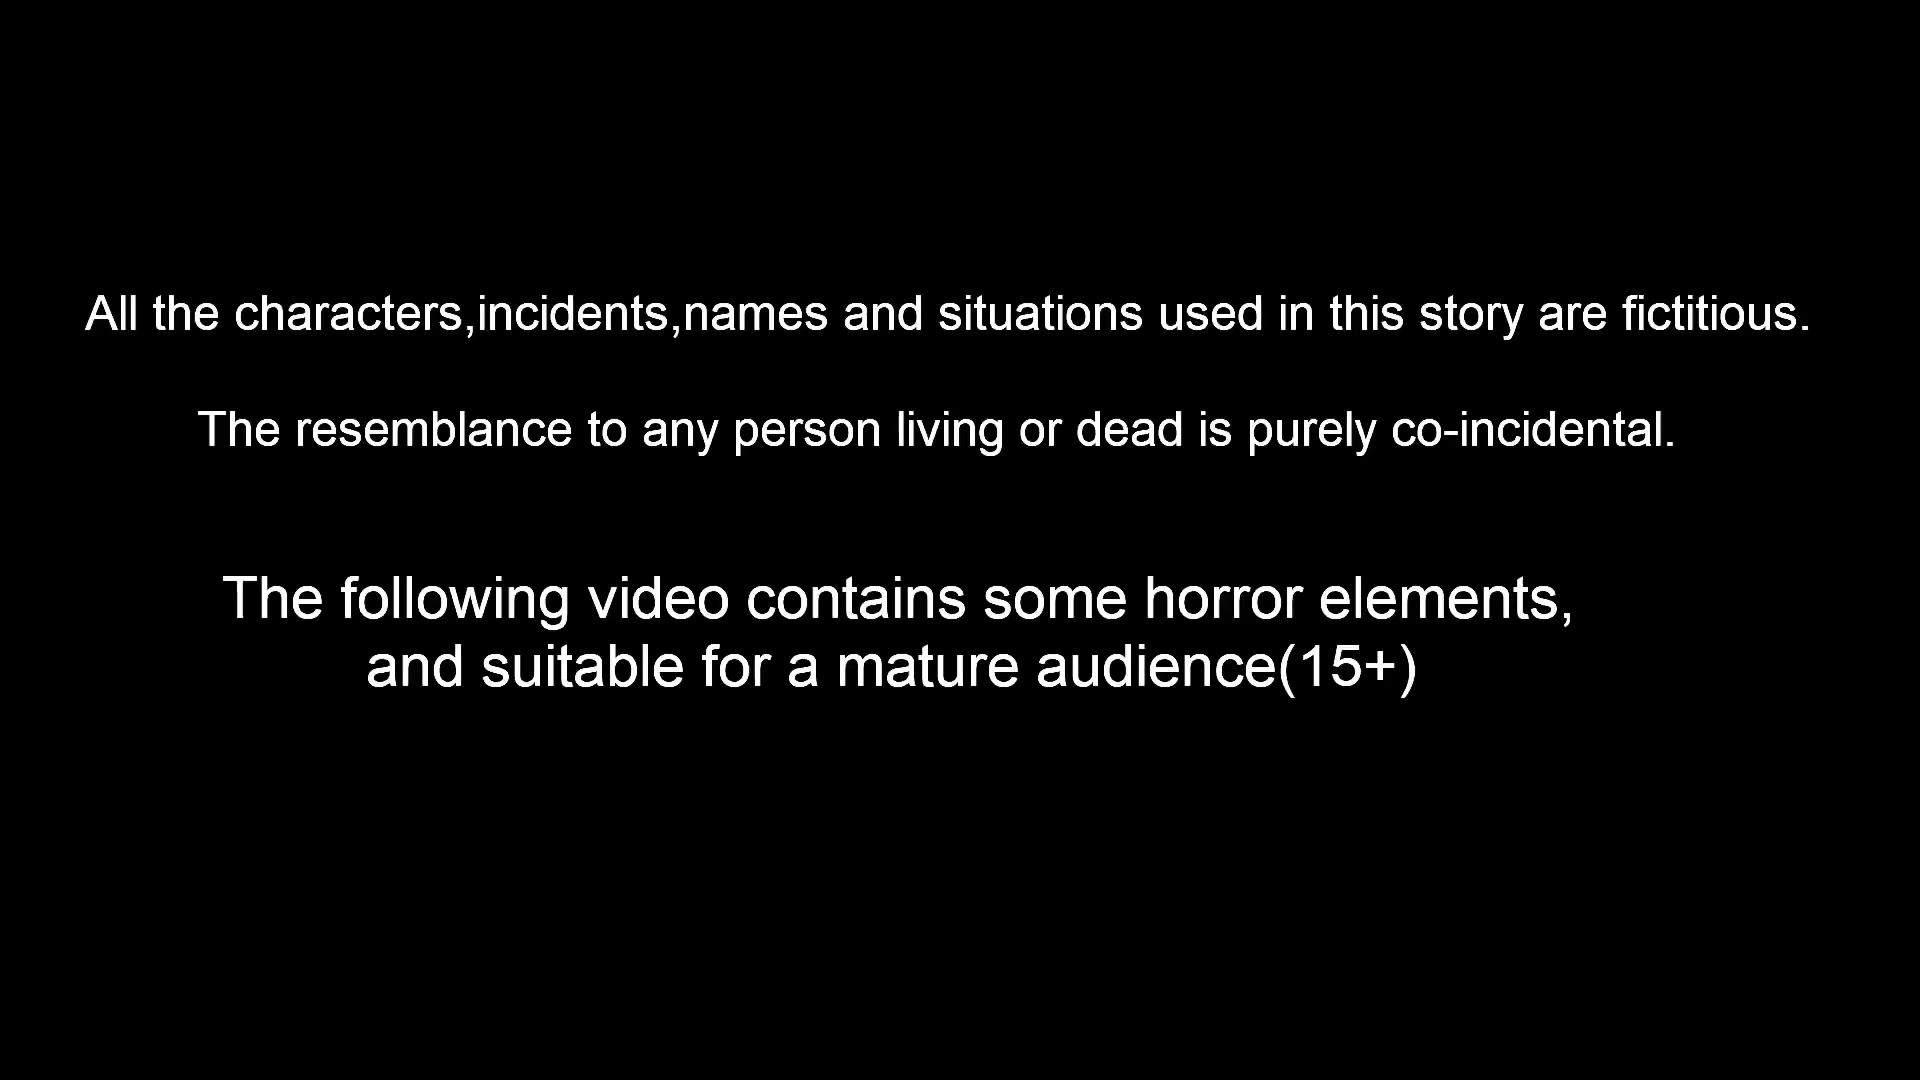 All the characters,incidents,names and situations used in this story are fictitious.
The resemblance to any person living or dead is purely co-incidental.
The following video contains some horror elements,
and suitable for a mature audience(15+)